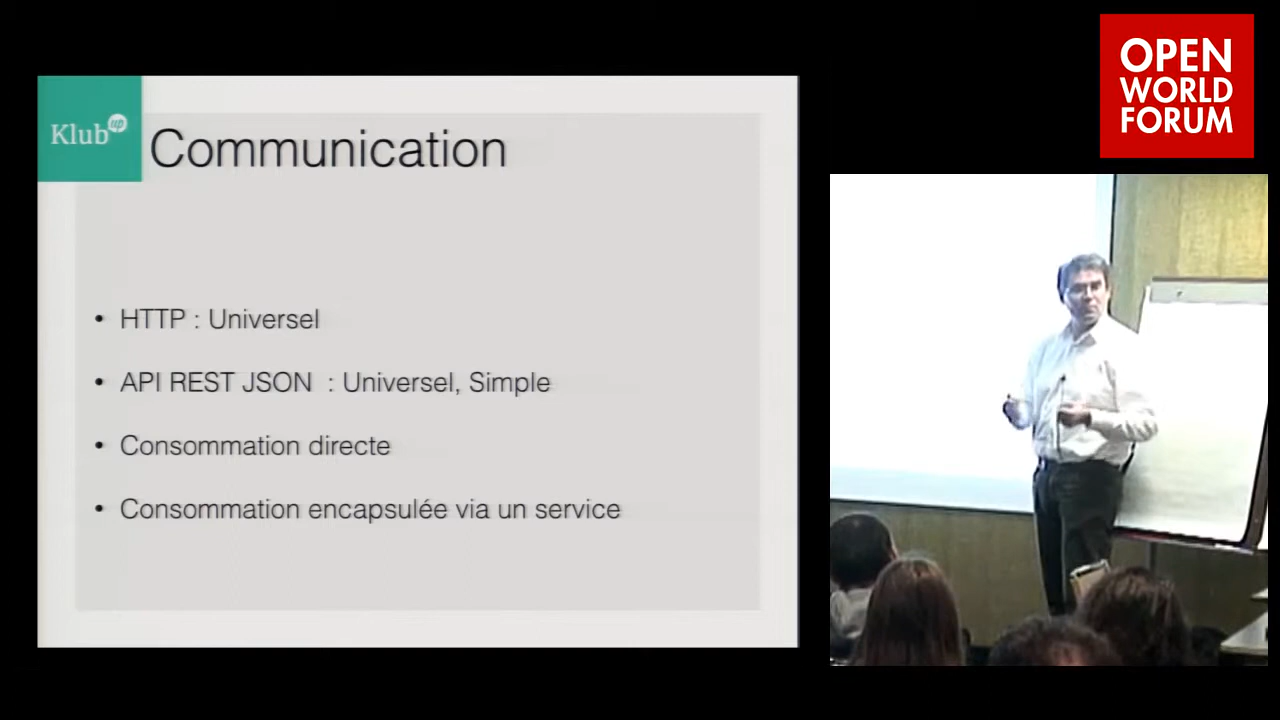 Klub up
Communication
• HTTP : Universel
• API REST JSON : Universel, Simple
• Consommation directe
• Consommation encapsulée via un service
OPEN
WORLD
FORUM